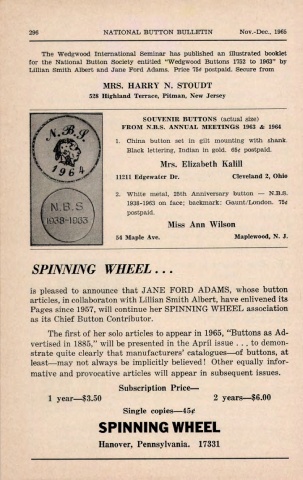 296 NATIONAL BUTTON BULLETIN Nov.-Dec., 1965
The Wedgwood International Seminar has published an illustrated booklet
for the National Button Society entitled "Wedgwood Buttons 1752 to 1963" by
Lillian Smith Albert and Jane Ford Adams. Price 75¢ postpaid. Secure from
MRS. HARRY N. STOUDT
528 Highland Terrace, Pitman, New Jersey
N.B.S.
1964
N.B.S
1938-1963
SOUVENIR BUTTONS (actual size)
FROM N.B.S. ANNUAL MEETINGS 1963 & 1964
1. China button set in gilt mounting with shank
Black lettering, Indian in gold. 65¢ postpaid.
Mrs. Elizabeth Kalill
11211 Edgewater Dr. Cleveland 2, Ohio
2. White metal, 25th Anniversary button — N.B.S.
1938-1963 on face; backmark: Gaunt/London. 75¢
postpaid.
Miss Ann Wilson
54 Maple Ave. Maplewood, N. J.
SPINNING WHEEL . . .
is pleased to announce that JANE FORD ADAMS, whose button
articles, in collaboraton with Lillian Smith Albert, have enlivened its
Pages since 1957, will continue her SPINNING WHEEL association
as its Chief Button Contributor.
The first of her solo articles to appear in 1965, "Buttons as Ad-
vertised in 1885," will be presented in the April issue . . . to demon-
strate quite clearly that manufacturers' catalogues—of buttons, at
least—may not always be implicitly believed! Other equally infor-
mative and provocative articles will appear in subsequent issues.
Subscription Price—
1 year—$3.50 2 years—$6.00
Single copies—45¢
SPINNING WHEEL
Hanover, Pennsylvania. 17331